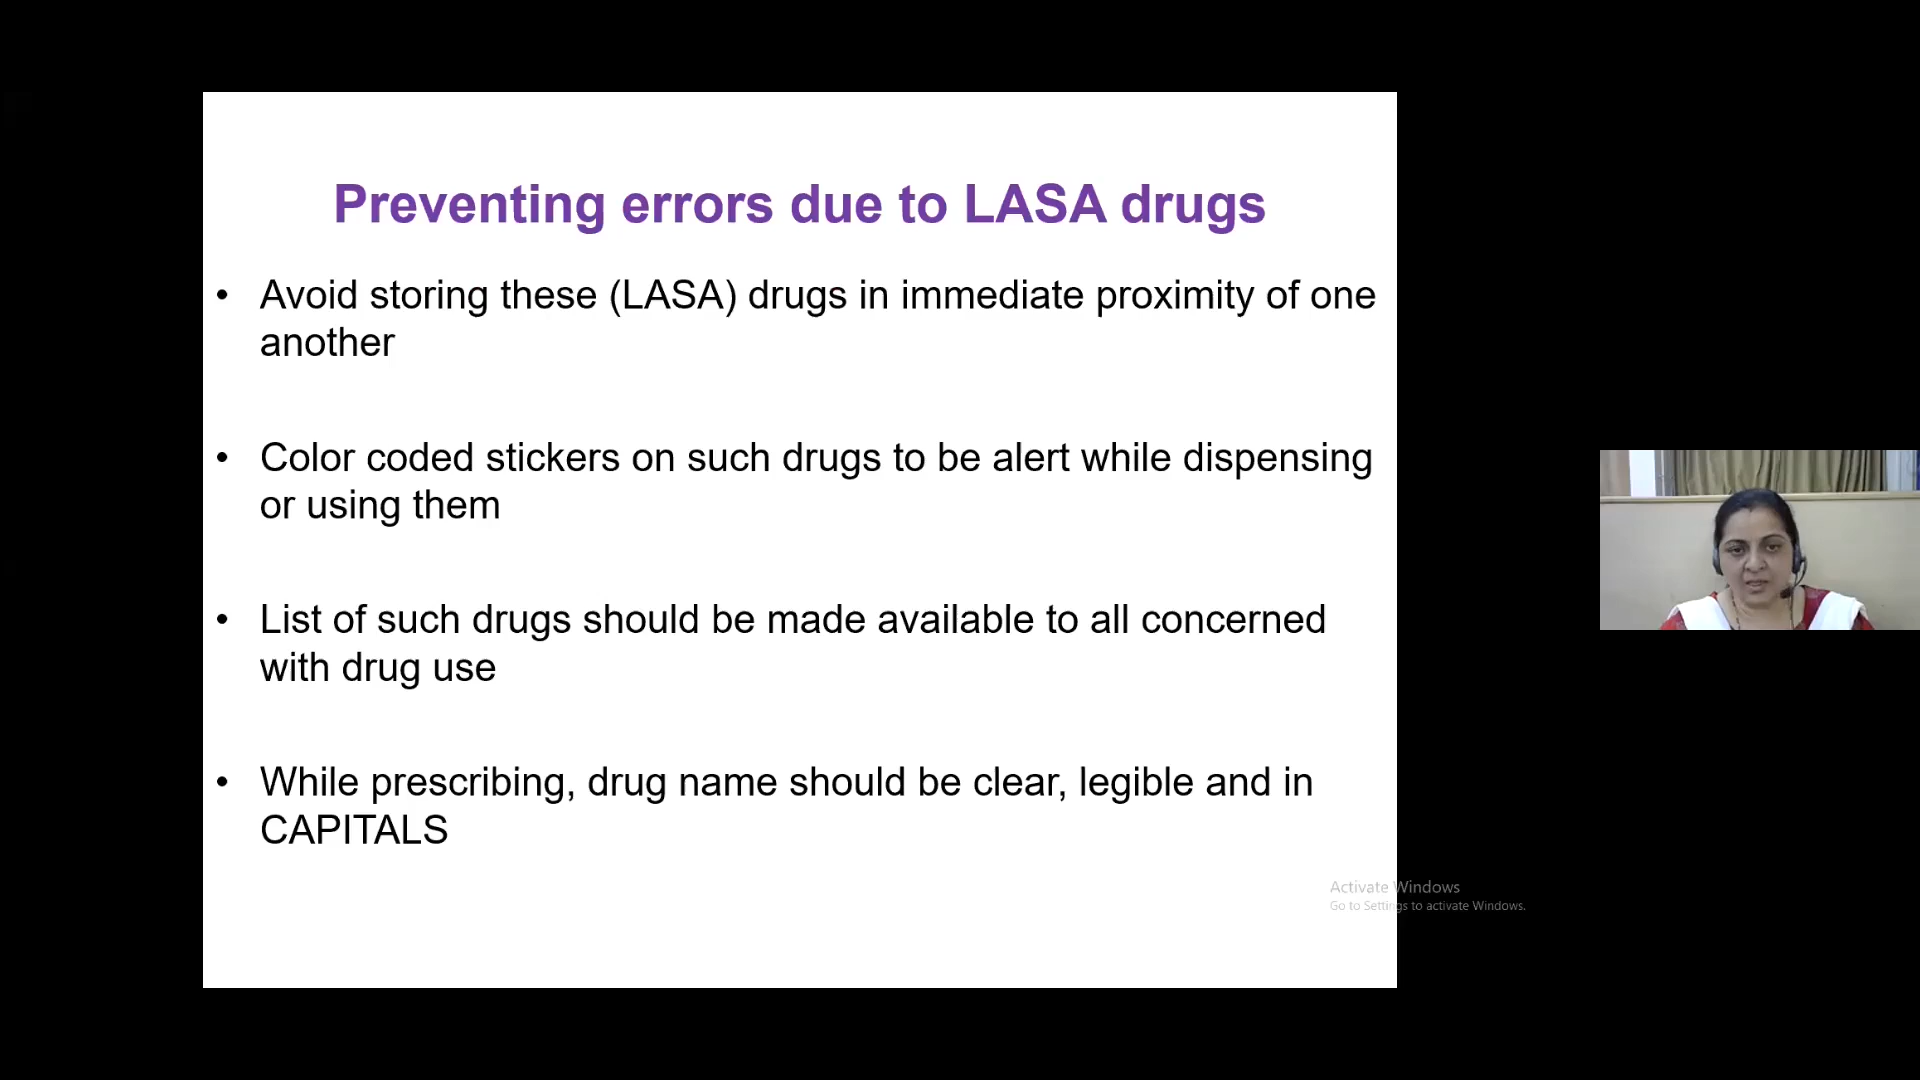 Preventing errors due to LASA drugs
• Avoid storing these (LASA) drugs in immediate proximity of one
another
• Color coded stickers on such drugs to be alert while dispensing
or using them
• List of such drugs should be made available to all concerned
with drug use
• While prescribing, drug name should be clear, legible and in
CAPITALS
Activate Windows
Go to Settings to activate Windows.